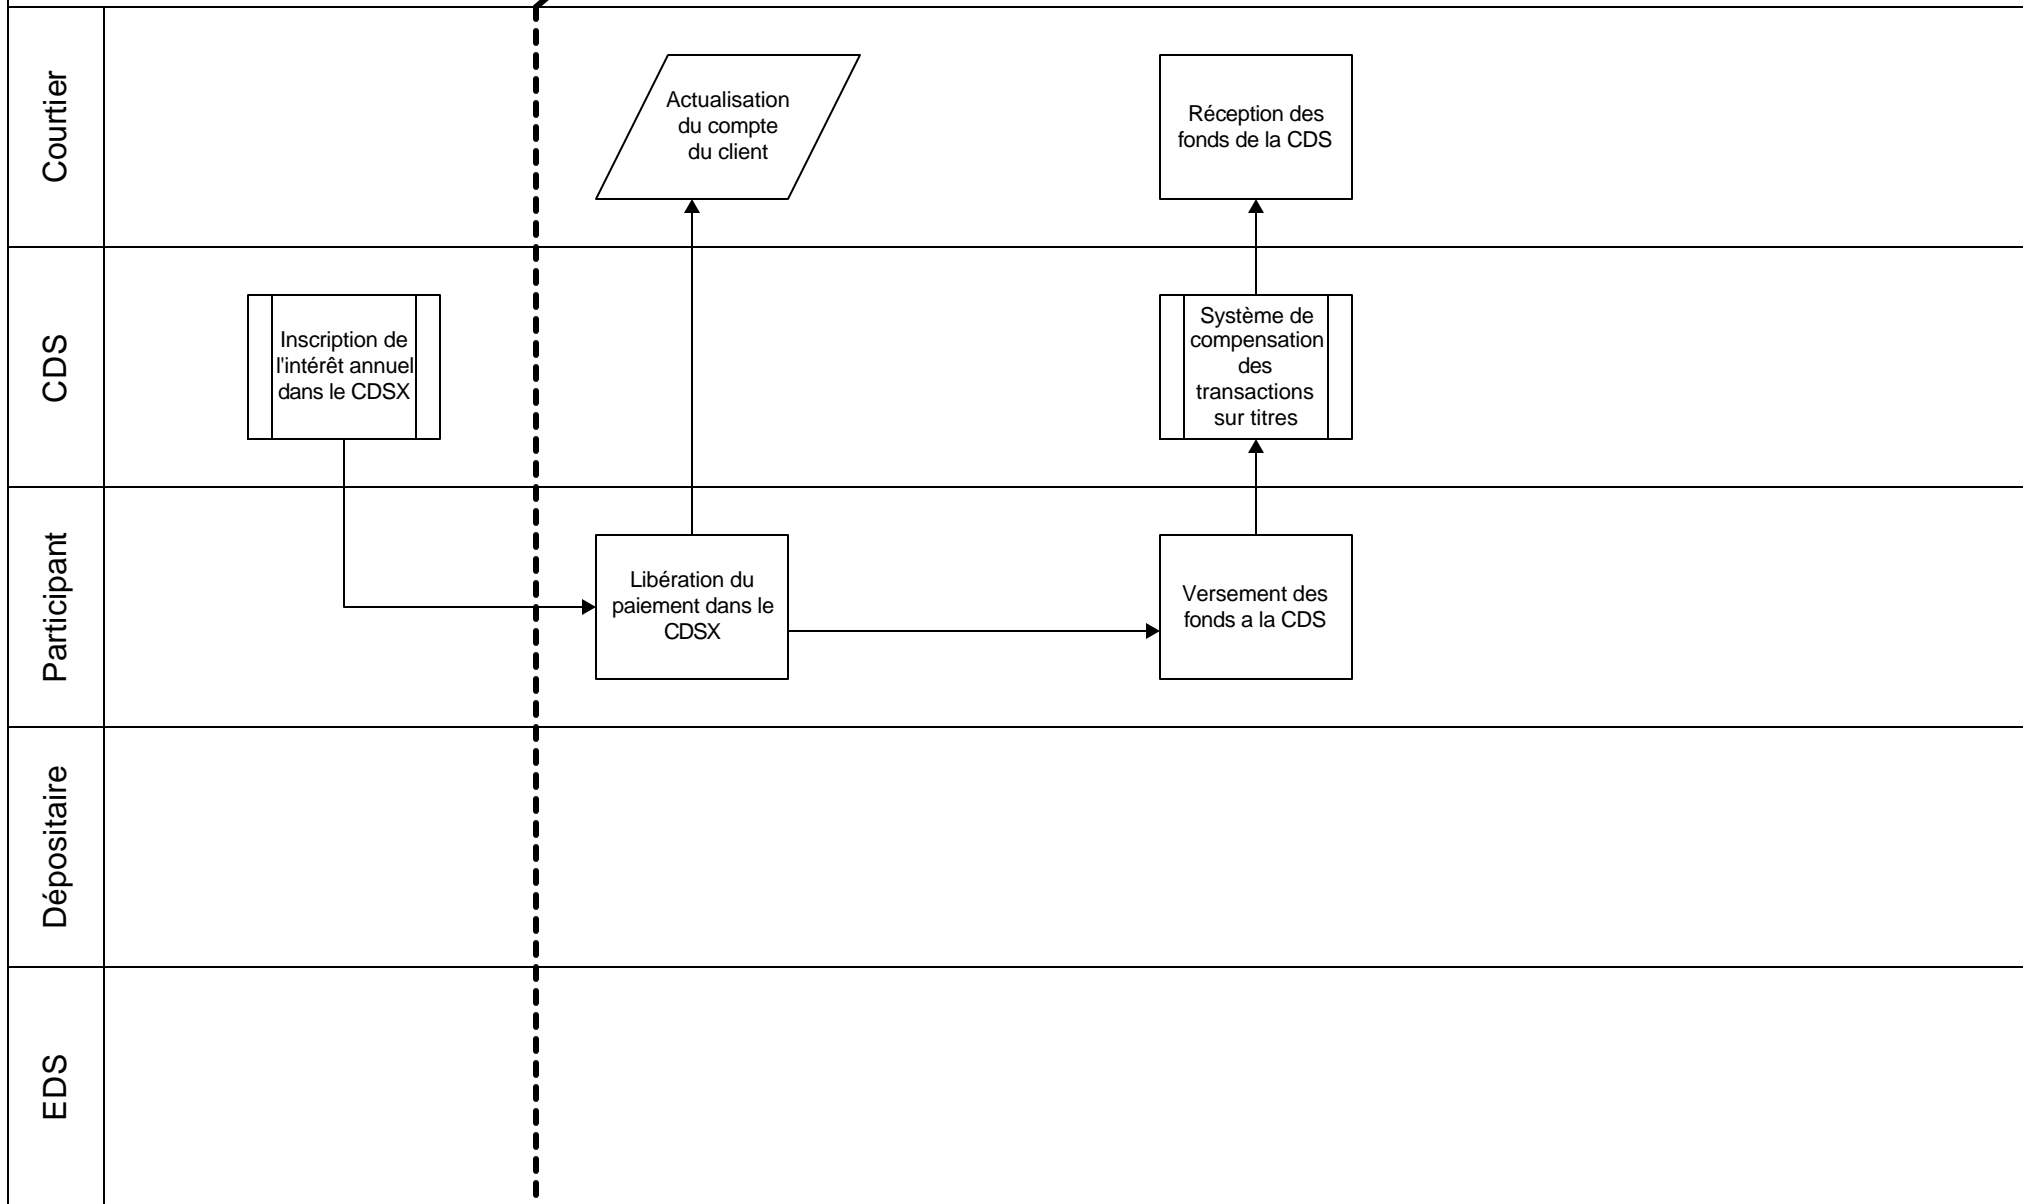 Courtier
Actualisation
du compte
du client
Réception des
fonds de la CDS
CDS
Inscription de
l'intérêt annuel
dans le CDSX
Système de
compensation
des
transactions
sur titres
Participant
Libération du
paiement dans le
CDSX
Versement des
fonds a la CDS
Dépositaire
EDS